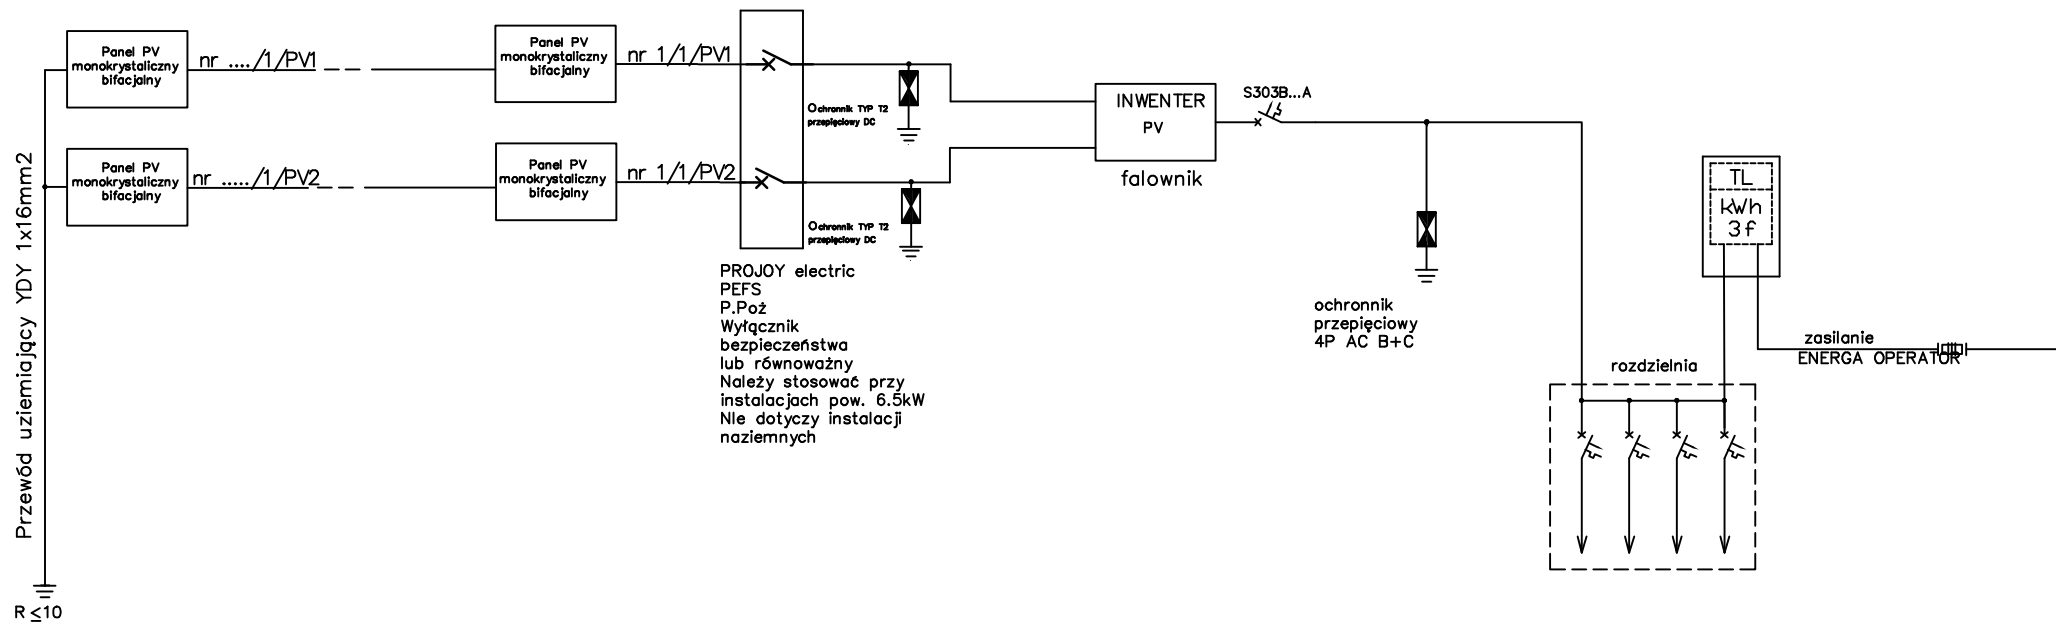 Panel PV
monokrystaliczny
bifacjalny
nr ..../1/PV1
Panel PV
monokrystaliczny
bifacjalny
nr 1/1/PV1
Ochronnik TYP T2
przepięciowy DC
Panel PV
monokrystaliczny
bifacjalny
nr ...../1/PV2
Panel PV
monokrystaliczny
bifacjalny
nr 1/1/PV2
Ochronnik TYP T2
przepięciowy DC
PROJOY electric
PEFS
P.Poż
Wyłącznik
bezpieczeństwa
lub równoważny
Należy stosować przy
instalacjach pow. 6.5kW
NIe dotyczy instalacji
naziemnych
INWENTER
PV
falownik
S303B...A
ochronnik
przepięciowy
4P AC B+C
TL
kWh
3f
zasilanie
ENERGA OPERATOR
rozdzielnia
Przewód uziemiający YDY 1x16mm2
R ≤10